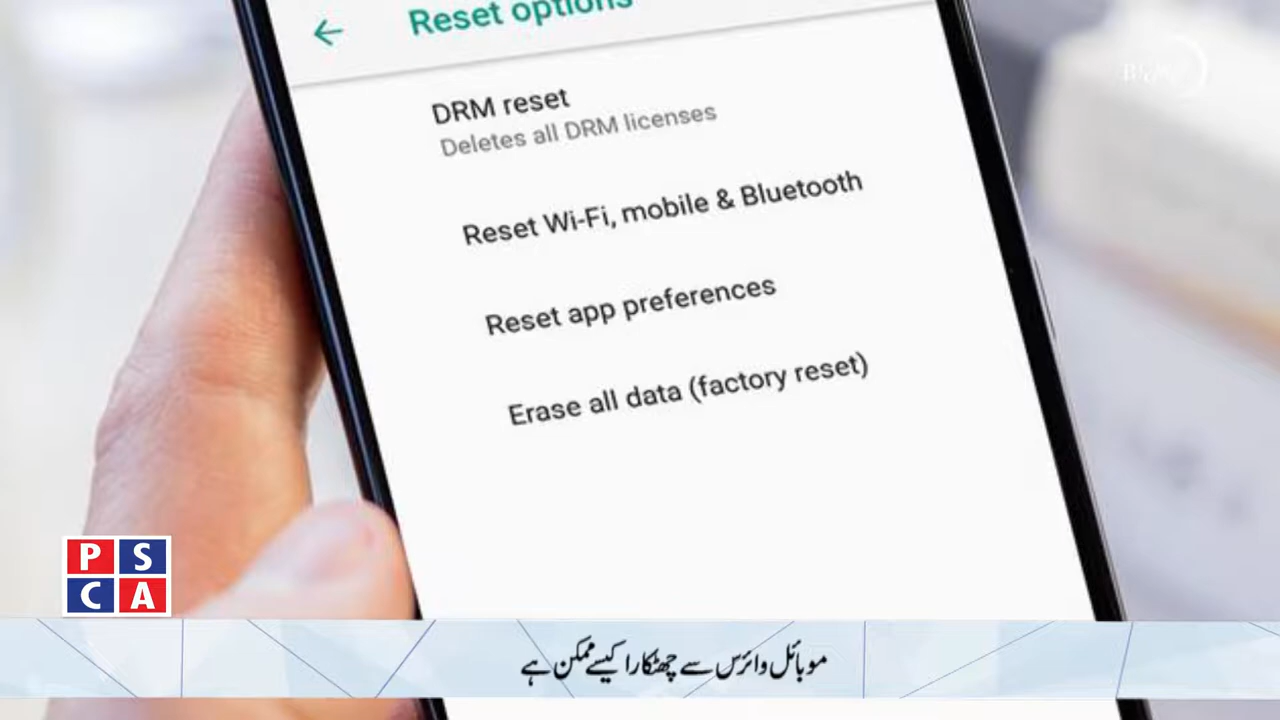 Reset options
DRM reset
Deletes all DRM licenses
Reset Wi-Fi, mobile & Bluetooth
Reset app preferences
Erase all data (factory reset)
P S
C A
موبائل وائرس سے چھٹکارا کیسے ممکن ہے